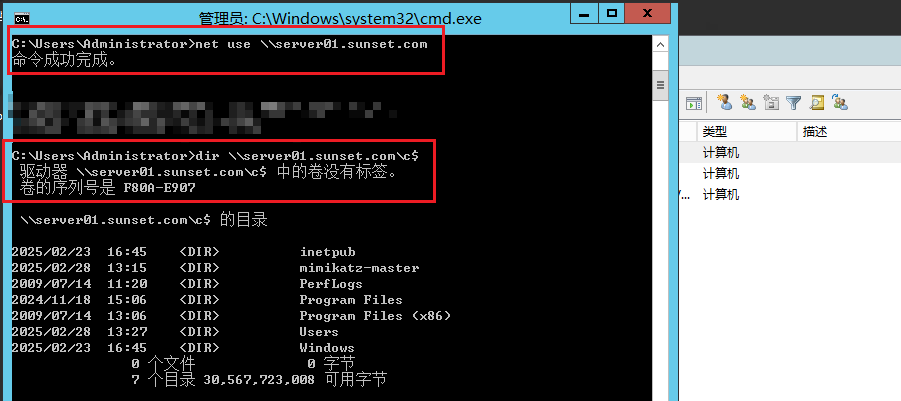 管理员: C:\Windows\system32\cmd.exe
C:\Users\Administrator>net use \\server01.sunset.com
命令成功完成。
C:\Users\Administrator>dir \\server01.sunset.com\c$
驱动器 \\server01.sunset.com\c$ 中的卷没有标签。
卷的序列号是 F80A-E907
\\server01.sunset.com\c$ 的目录
2025/02/23  16:45    <DIR>          inetpub
2025/02/28  13:15    <DIR>          mimikatz-master
2009/07/14  11:20    <DIR>          PerfLogs
2024/11/18  15:06    <DIR>          Program Files
2009/07/14  13:06    <DIR>          Program Files (x86)
2025/02/28  13:27    <DIR>          Users
2025/02/23  16:45    <DIR>          Windows
0 个文件              0 字节
7 个目录 30,567,723,008 可用字节
类型 描述
计算机
计算机
/... 计算机